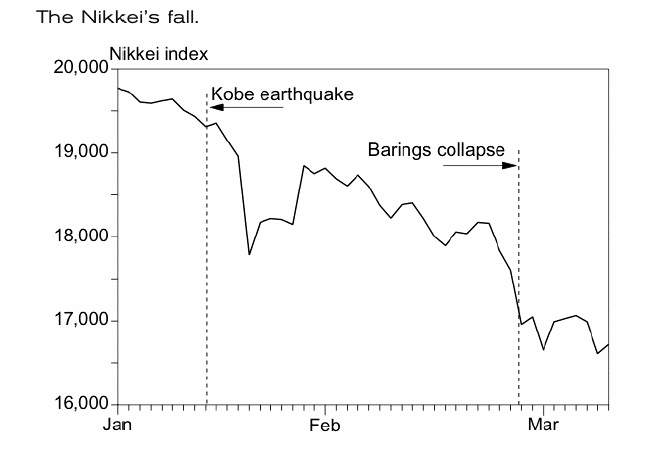 The Nikkei's fall.
Nikkei index
20,000
Kobe earthquake
19,000
Barings collapse
18,000
17,000
16,000
Jan Feb Mar